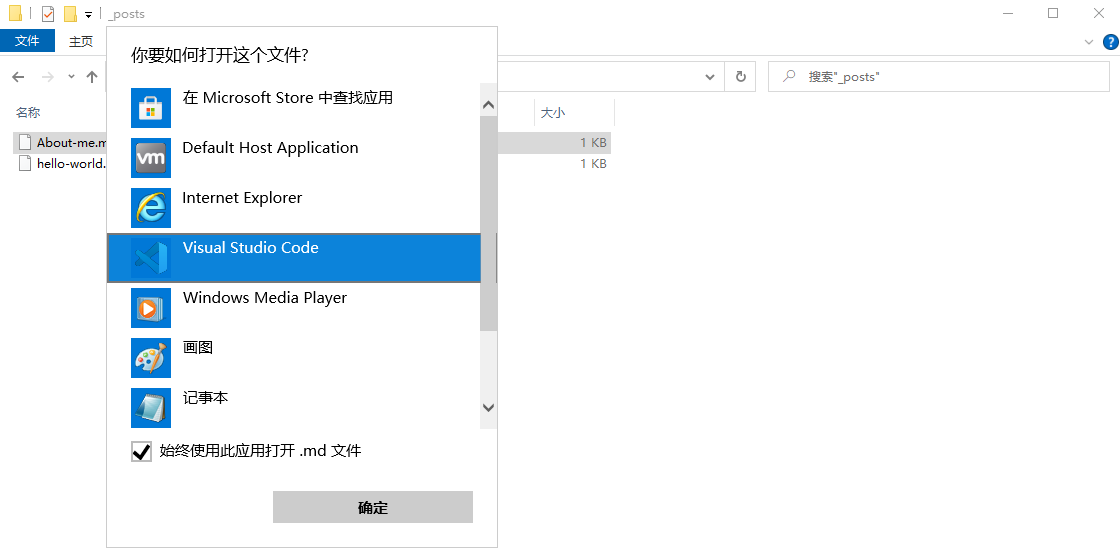 _posts
文件
主页
搜索"_posts"
名称
大小
About-me.m
1 KB
hello-world.
1 KB
你要如何打开这个文件?
在 Microsoft Store 中查找应用
vm
Default Host Application
Internet Explorer
Visual Studio Code
Windows Media Player
画图
记事本
始终使用此应用打开 .md 文件
确定